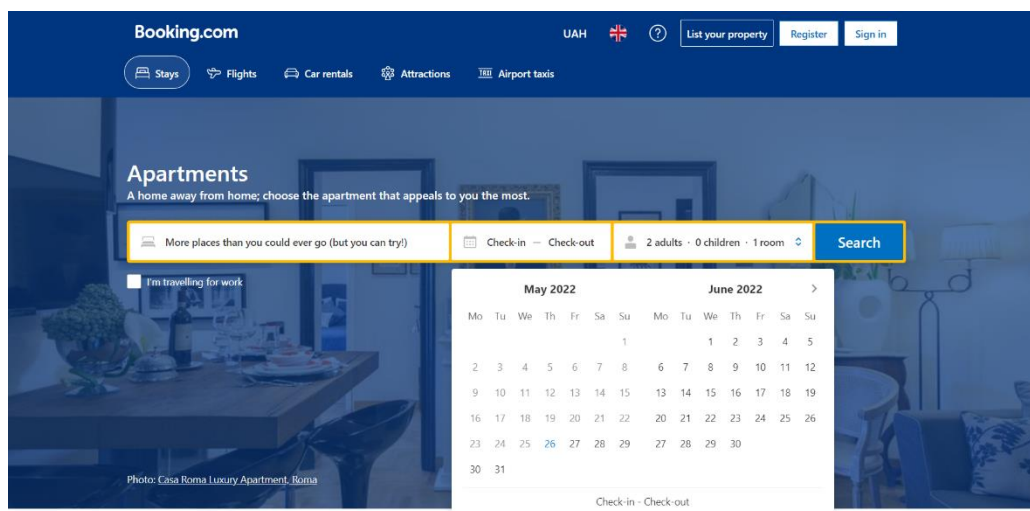 Booking.com
UAH
List your property
Register
Sign in
Stays
Flights
Car rentals
Attractions
TAXI Airport taxis
Apartments
A home away from home; choose the apartment that appeals to you the most.
More places than you could ever go (but you can try!)
Check-in — Check-out
2 adults · 0 children · 1 room
Search
I'm travelling for work
May 2022
June 2022
Mo Tu We Th Fr Sa Su Mo Tu We Th Fr Sa Su
1 1 2 3 4 5
2 3 4 5 6 7 8 6 7 8 9 10 11 12
9 10 11 12 13 14 15 13 14 15 16 17 18 19
16 17 18 19 20 21 22 20 21 22 23 24 25 26
23 24 25 26 27 28 29 27 28 29 30
30 31
Photo: Casa Roma Luxury Apartment, Roma
Check-in - Check-out